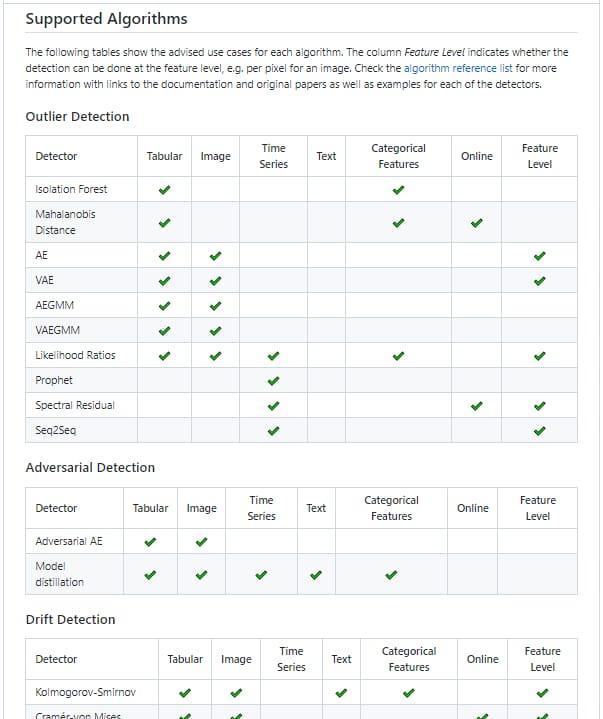 Supported Algorithms
The following tables show the advised use cases for each algorithm. The column Feature Level indicates whether the
detection can be done at the feature level, e.g. per pixel for an image. Check the algorithm reference list for more
information with links to the documentation and original papers as well as examples for each of the detectors.
Outlier Detection
Detector Tabular Image Time Series Text Categorical Features Online Feature Level
Isolation Forest ✔ ✔
Mahalanobis Distance ✔ ✔ ✔
AE ✔ ✔ ✔
VAE ✔ ✔ ✔
AEGMM ✔ ✔
VAEGMM ✔ ✔
Likelihood Ratios ✔ ✔ ✔ ✔ ✔
Prophet ✔
Spectral Residual ✔ ✔ ✔
Seq2Seq ✔ ✔
Adversarial Detection
Detector Tabular Image Time Series Text Categorical Features Online Feature Level
Adversarial AE ✔ ✔
Model distillation ✔ ✔ ✔ ✔ ✔
Drift Detection
Detector Tabular Image Time Series Text Categorical Features Online Feature Level
Kolmogorov-Smirnov ✔ ✔ ✔ ✔ ✔
Cramér-von Mises ✔ ✔ ✔ ✔